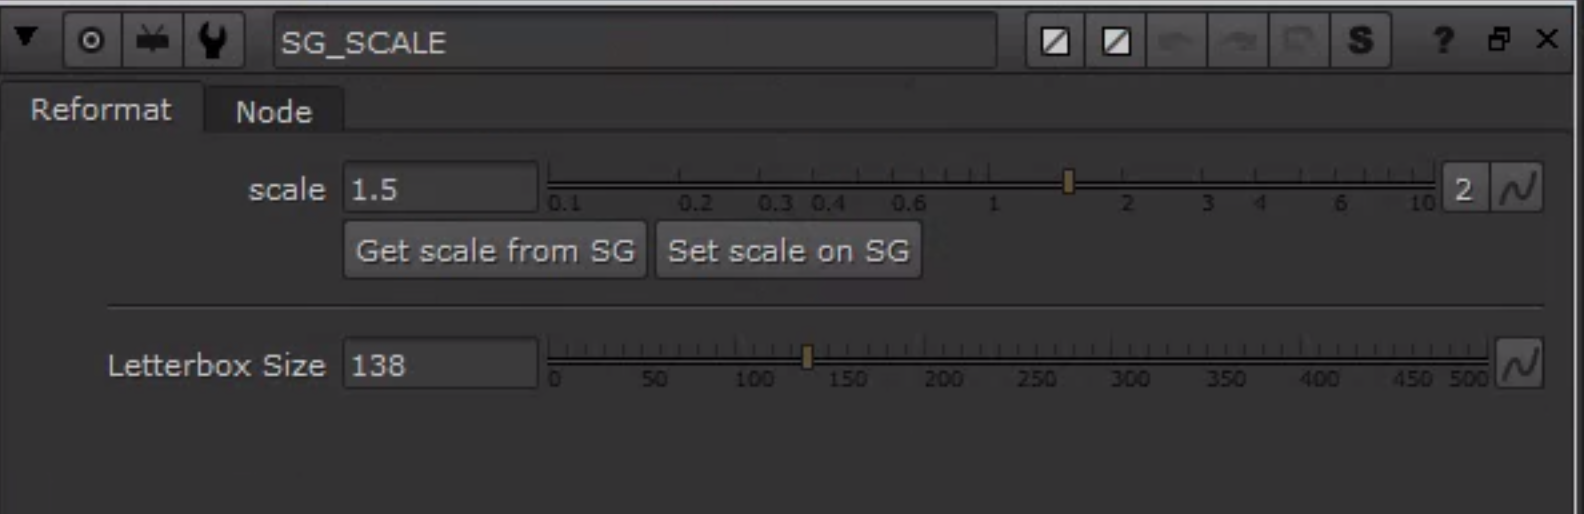 SG_SCALE S ? ×
Reformat Node
scale 1.5 0.1 0.2 0.3 0.4 0.6 1 2 3 4 6 10 2
Get scale from SG Set scale on SG
Letterbox Size 138 0 50 100 150 200 250 300 350 400 450 500